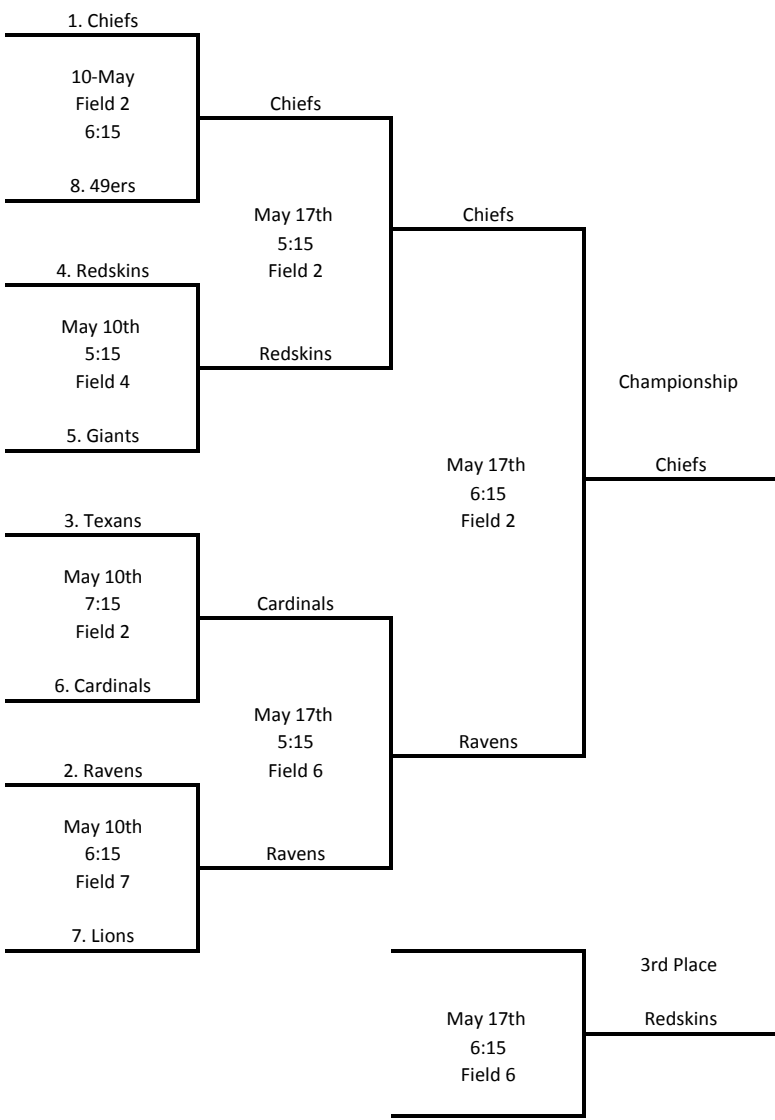 1. Chiefs
10-May
Field 2
6:15
8. 49ers
Chiefs
4. Redskins
May 10th
5:15
Field 4
5. Giants
Redskins
May 17th
5:15
Field 2
Chiefs
3. Texans
May 10th
7:15
Field 2
6. Cardinals
Cardinals
2. Ravens
May 10th
6:15
Field 7
7. Lions
Ravens
May 17th
5:15
Field 6
Ravens
May 17th
6:15
Field 2
Championship
Chiefs
May 17th
6:15
Field 6
3rd Place
Redskins